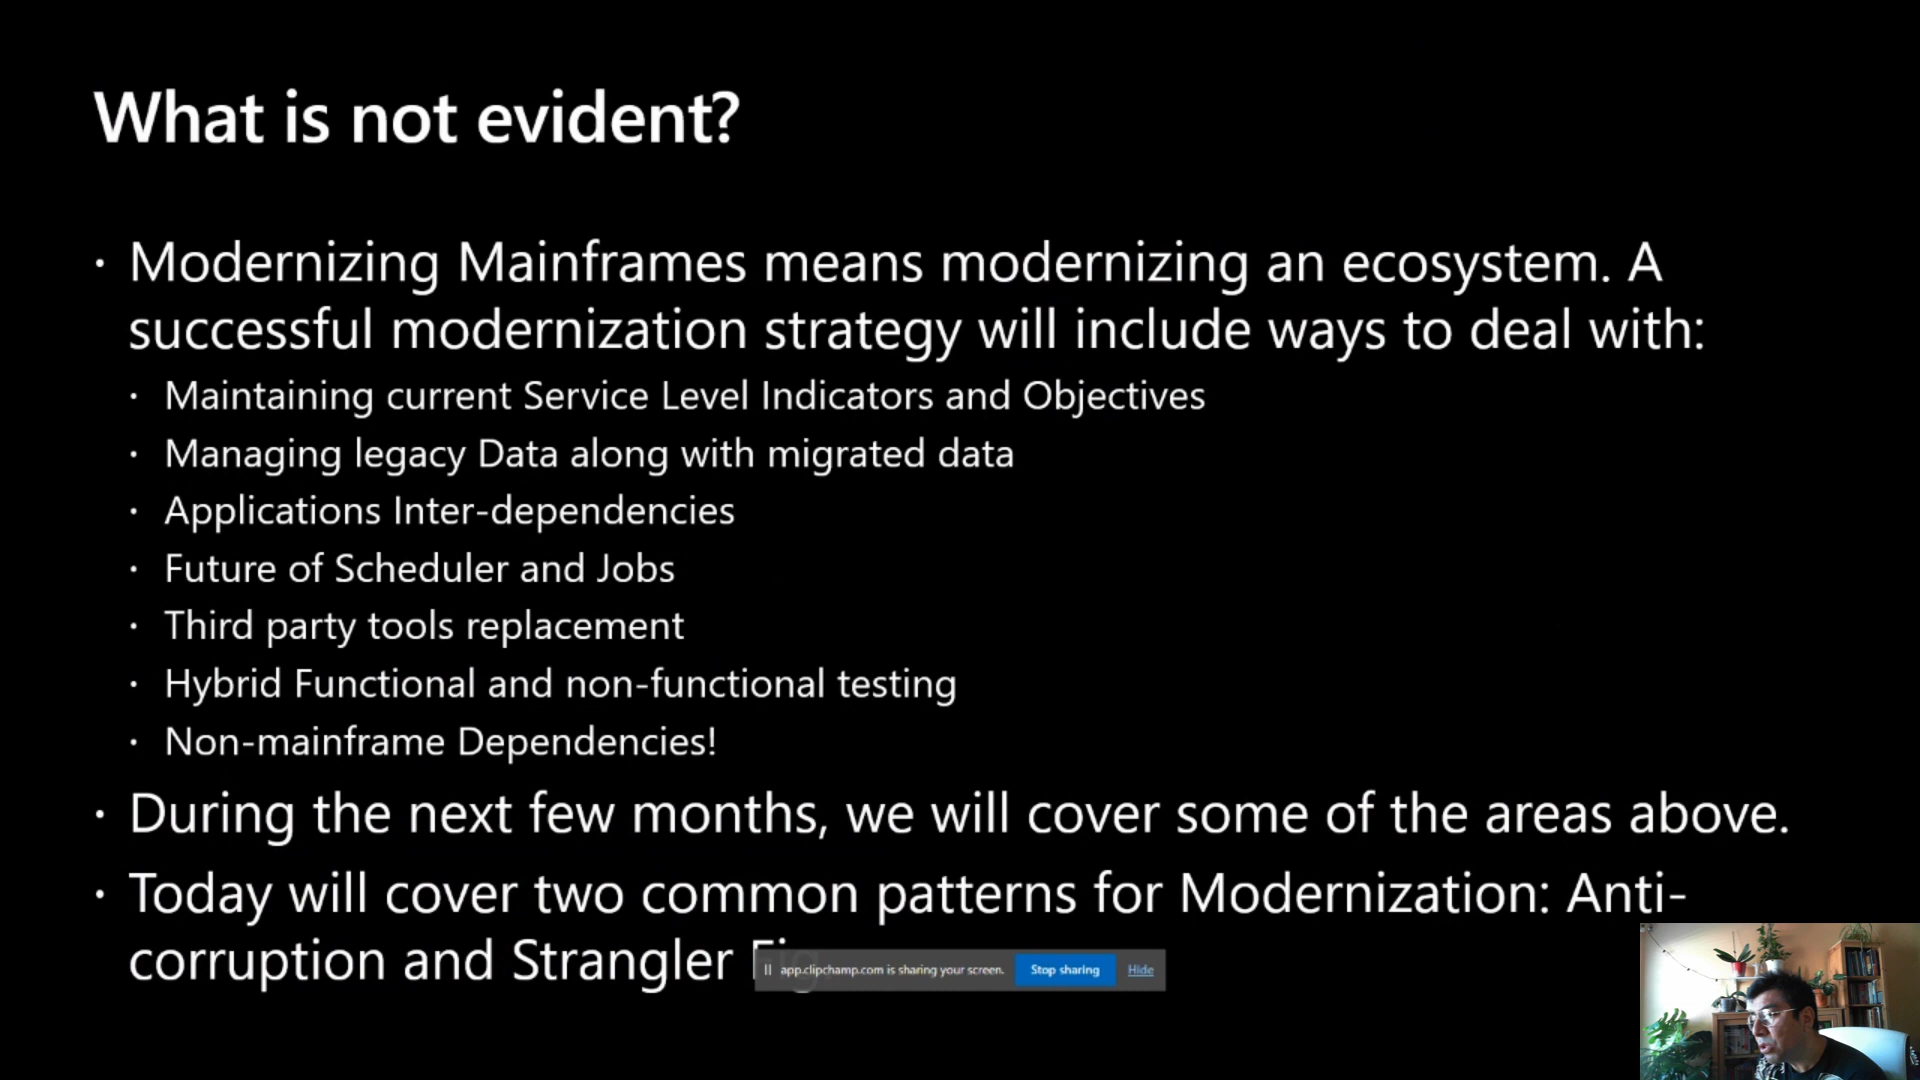 What is not evident?
· Modernizing Mainframes means modernizing an ecosystem. A
successful modernization strategy will include ways to deal with:
· Maintaining current Service Level Indicators and Objectives
· Managing legacy Data along with migrated data
· Applications Inter-dependencies
· Future of Scheduler and Jobs
· Third party tools replacement
· Hybrid Functional and non-functional testing
· Non-mainframe Dependencies!
· During the next few months, we will cover some of the areas above.
· Today will cover two common patterns for Modernization: Anti-
corruption and Strangler Fig
app.clipchamp.com is sharing your screen. Stop sharing Hide